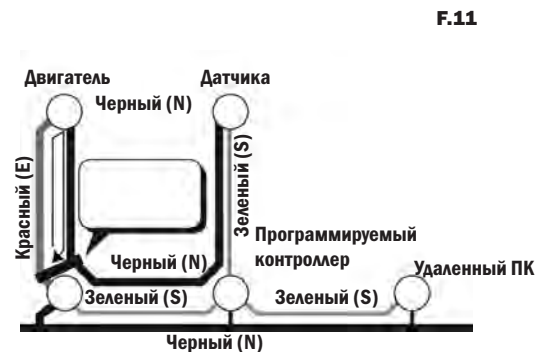 F.11
Двигатель
Датчика
Черный (N)
Красный (E)
Зеленый (S)
Программируемый
контроллер
Черный (N)
Удаленный ПК
Зеленый (S)
Зеленый (S)
Черный (N)